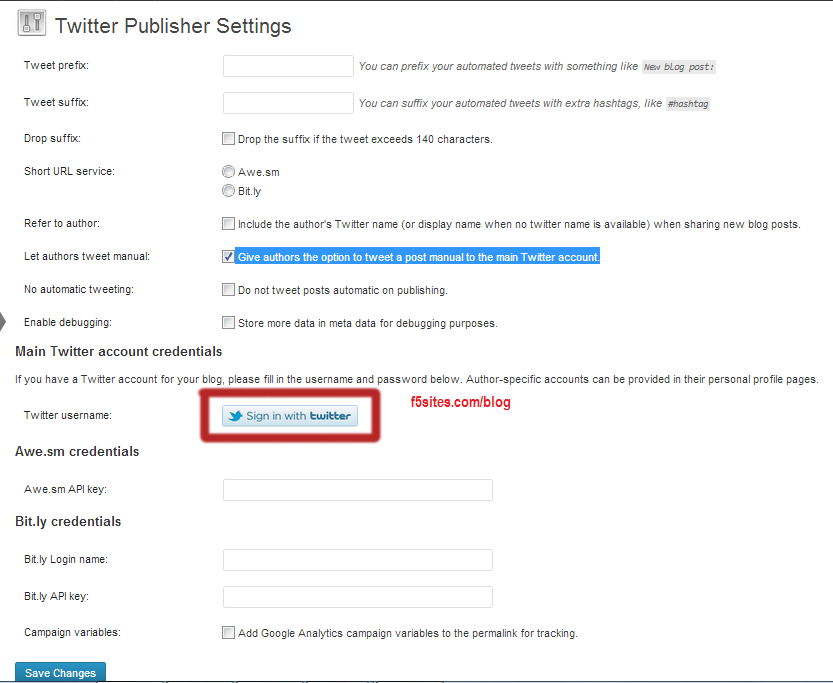 Twitter Publisher Settings
Tweet prefix: You can prefix your automated tweets with something like New blog post:
Tweet suffix: You can suffix your automated tweets with extra hashtags, like #hashtag
Drop suffix: Drop the suffix if the tweet exceeds 140 characters.
Short URL service: Awe.sm
Bit.ly
Refer to author: Include the author's Twitter name (or display name when no twitter name is available) when sharing new blog posts.
Let authors tweet manual: Give authors the option to tweet a post manual to the main Twitter account.
No automatic tweeting: Do not tweet posts automatic on publishing.
Enable debugging: Store more data in meta data for debugging purposes.
Main Twitter account credentials
If you have a Twitter account for your blog, please fill in the username and password below. Author-specific accounts can be provided in their personal profile pages.
f5sites.com/blog
Twitter username: Sign in with twitter
Awe.sm credentials
Awe.sm API key:
Bit.ly credentials
Bit.ly Login name:
Bit.ly API key:
Campaign variables: Add Google Analytics campaign variables to the permalink for tracking.
Save Changes